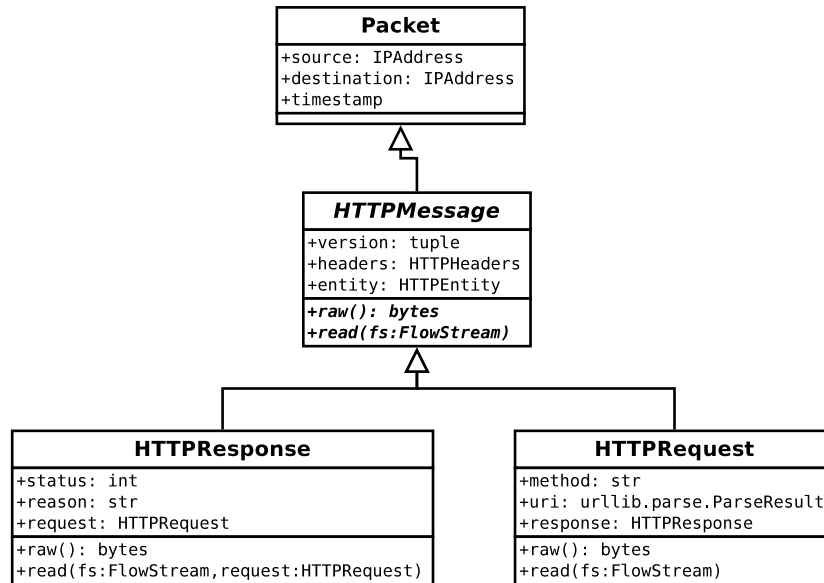 Packet
+source: IPAddress
+destination: IPAddress
+timestamp
HTTPMessage
+version: tuple
+headers: HTTPHeaders
+entity: HTTPEntity
+raw(): bytes
+read(fs:FlowStream)
HTTPResponse
+status: int
+reason: str
+request: HTTPRequest
+raw(): bytes
+read(fs:FlowStream,request:HTTPRequest)
HTTPRequest
+method: str
+uri: urllib.parse.ParseResult
+response: HTTPResponse
+raw(): bytes
+read(fs:FlowStream)